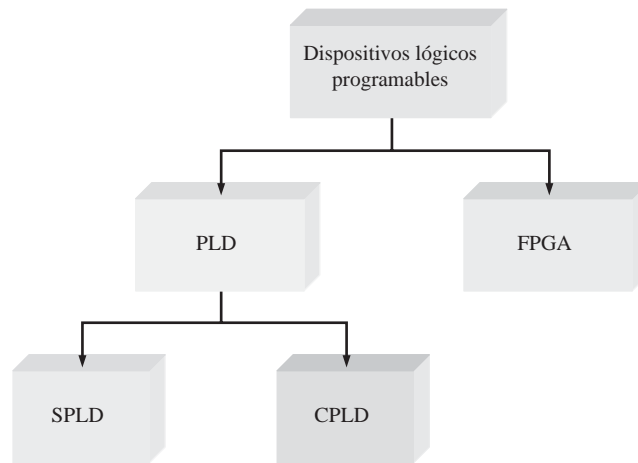 Dispositivos lógicos
programables
PLD
FPGA
SPLD
CPLD